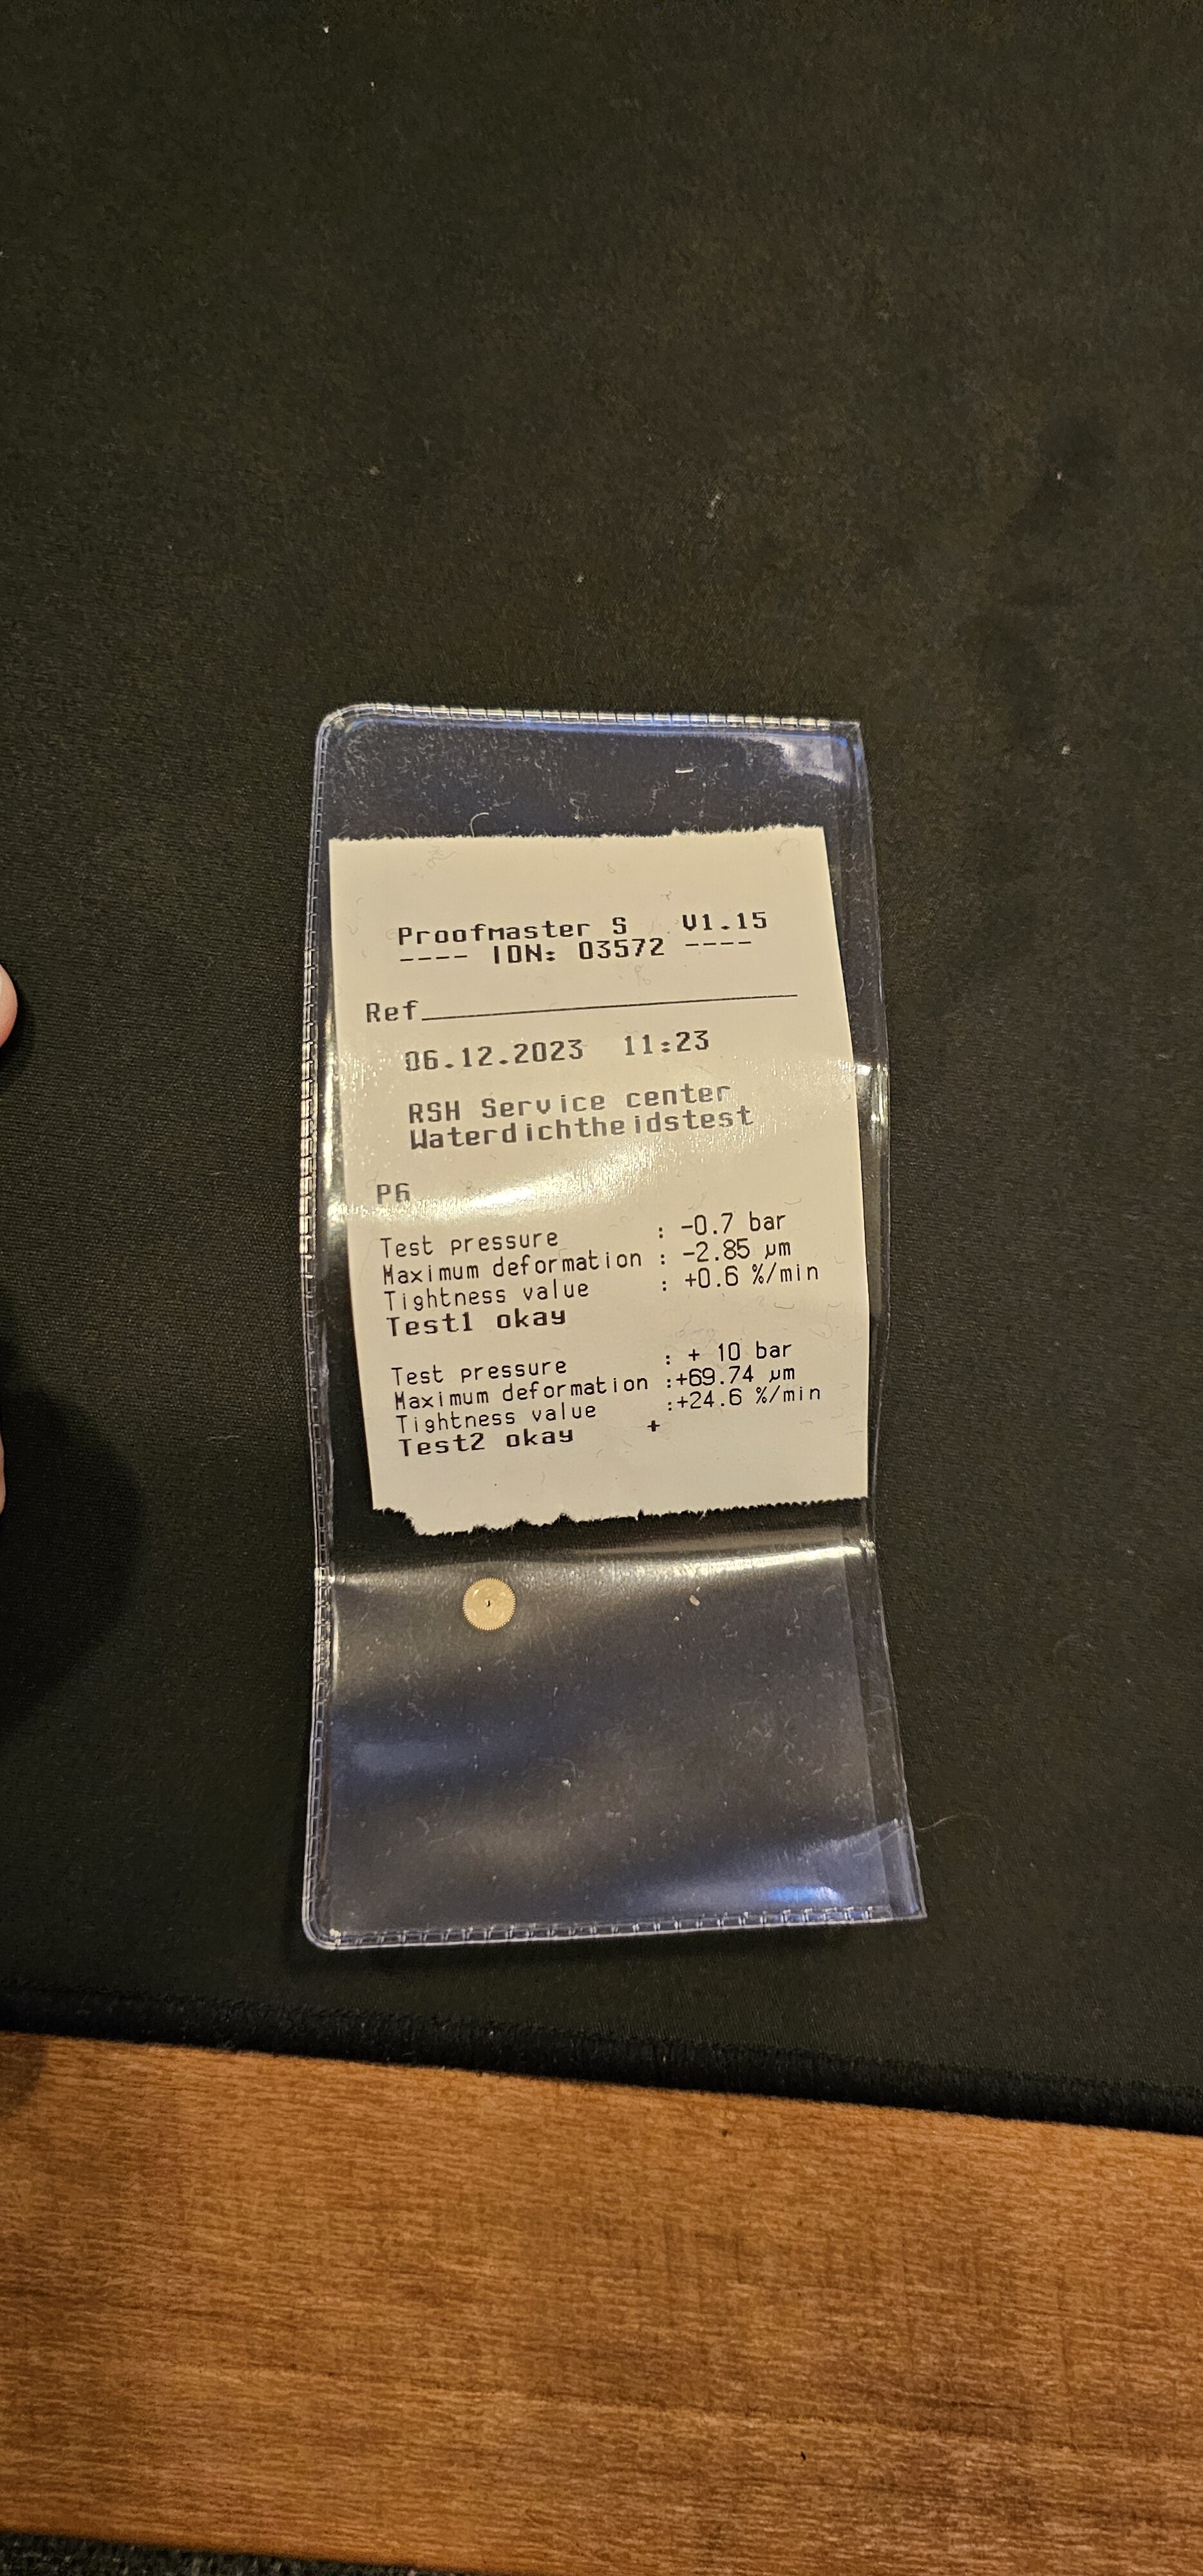 Proofmaster S V1.15
---- IDN: 03572 ----
Ref
06.12.2023 11:23
RSH Service center
Waterdichtheidstest
P6
Test pressure : -0.7 bar
Maximum deformation : -2.85 µm
Tightness value : +0.6 %/min
Test1 okay
Test pressure : + 10 bar
Maximum deformation :+69.74 µm
Tightness value :+24.6 %/min
Test2 okay +